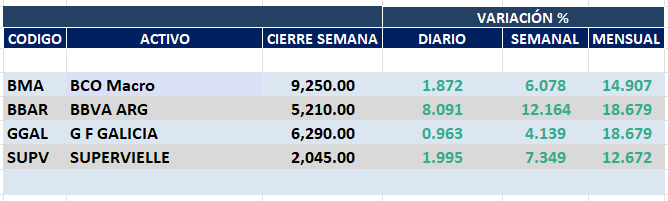 VARIACIÓN %
CODIGO ACTIVO CIERRE SEMANA DIARIO SEMANAL MENSUAL
BMA BCO Macro 9,250.00 1.872 6.078 14.907
BBAR BBVA ARG 5,210.00 8.091 12.164 18.679
GGAL G F GALICIA 6,290.00 0.963 4.139 18.679
SUPV SUPERVIELLE 2,045.00 1.995 7.349 12.672